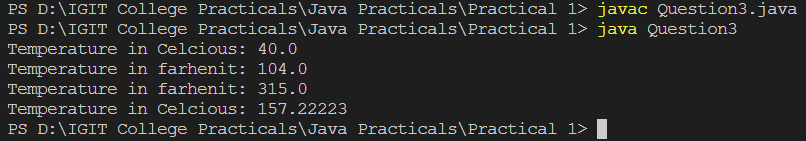 PS D:\IGIT College Practicals\Java Practicals\Practical 1> javac Question3.java
PS D:\IGIT College Practicals\Java Practicals\Practical 1> java Question3
Temperature in Celcious: 40.0
Temperature in farhenit: 104.0
Temperature in farhenit: 315.0
Temperature in Celcious: 157.22223
PS D:\IGIT College Practicals\Java Practicals\Practical 1>